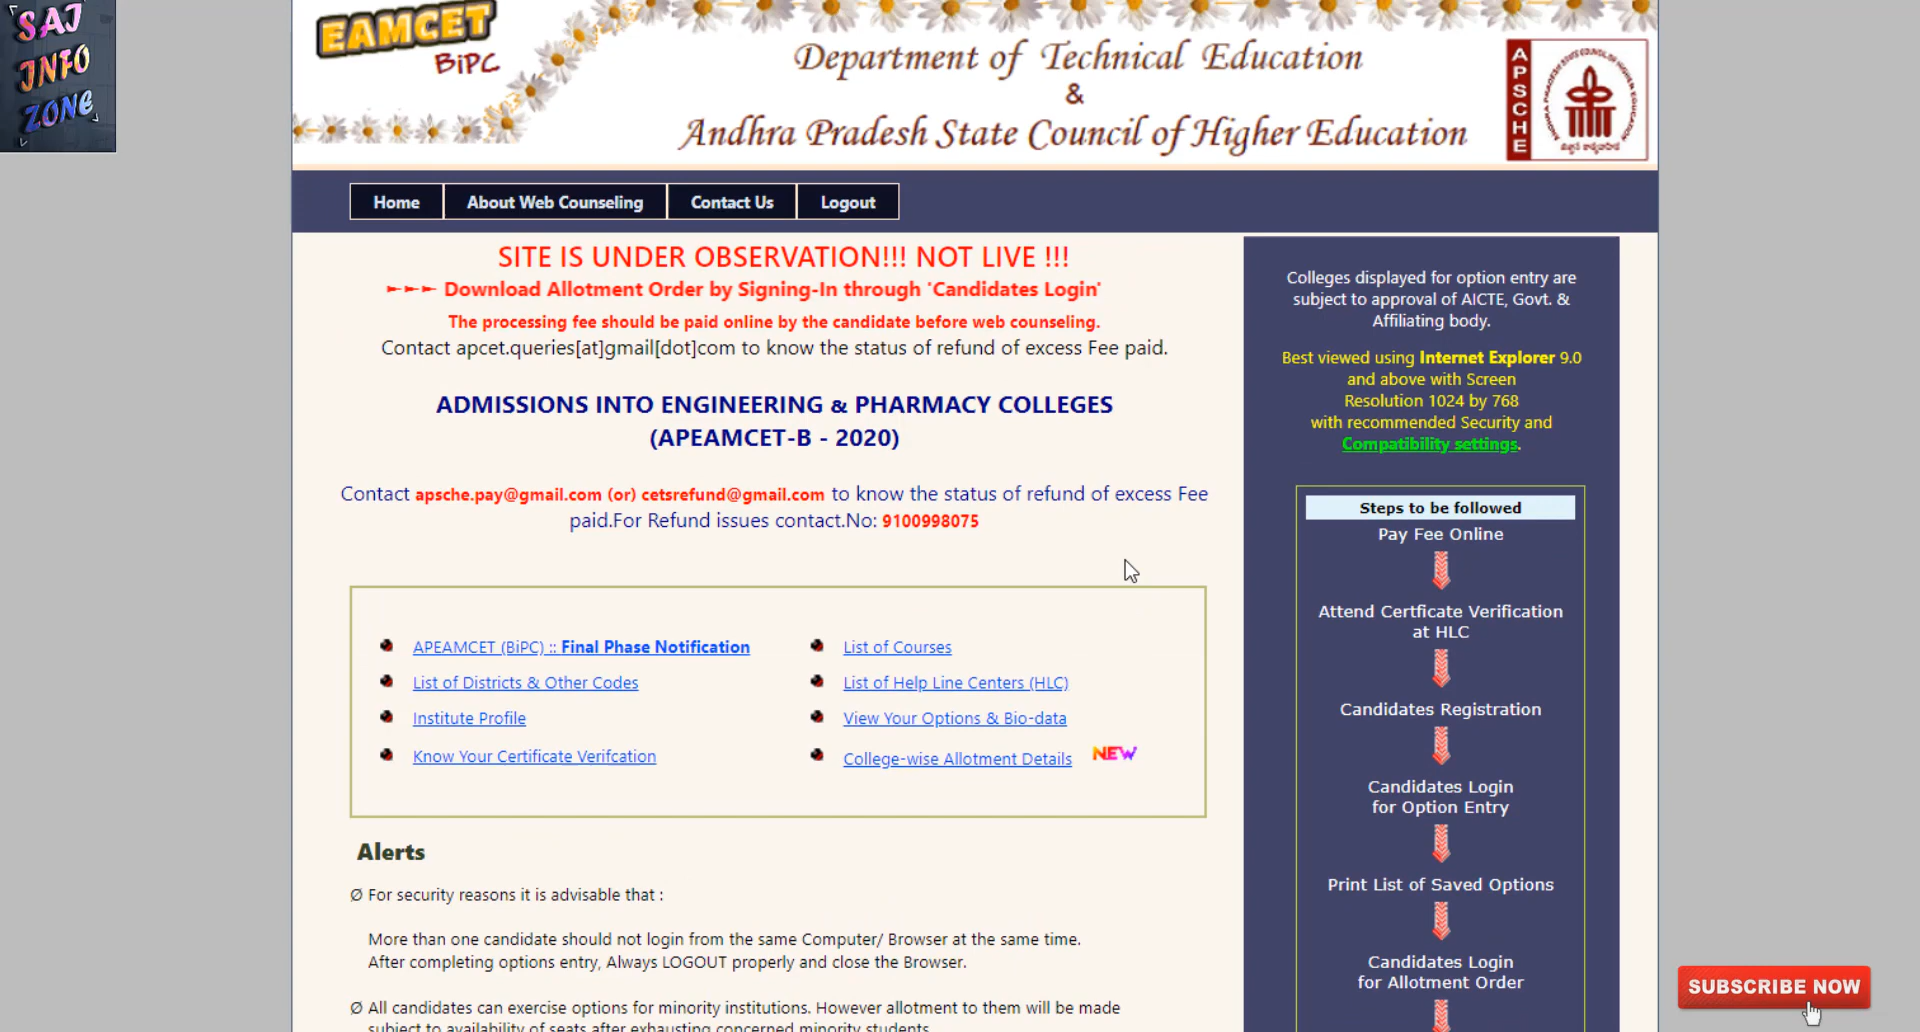 SAJ
INFO
ZONE
EAMCET
BiPC
Department of Technical Education
&
Andhra Pradesh State Council of Higher Education
APSCHE
Home
About Web Counseling
Contact Us
Logout
SITE IS UNDER OBSERVATION!!! NOT LIVE !!!
Download Allotment Order by Signing-In through 'Candidates Login'
The processing fee should be paid online by the candidate before web counseling.
Contact apcet.queries[at]gmail[dot]com to know the status of refund of excess Fee paid.
ADMISSIONS INTO ENGINEERING & PHARMACY COLLEGES
(APEAMCET-B - 2020)
Contact apsche.pay@gmail.com (or) cetsrefund@gmail.com to know the status of refund of excess Fee
paid.For Refund issues contact.No: 9100998075
APEAMCET (BiPC) :: Final Phase Notification
List of Districts & Other Codes
Institute Profile
Know Your Certificate Verifcation
List of Courses
List of Help Line Centers (HLC)
View Your Options & Bio-data
College-wise Allotment Details NEW
Alerts
Ø For security reasons it is advisable that :
More than one candidate should not login from the same Computer/ Browser at the same time.
After completing options entry, Always LOGOUT properly and close the Browser.
Ø All candidates can exercise options for minority institutions. However allotment to them will be made
subject to availability of seats after exhausting concerned minority students.
Colleges displayed for option entry are
subject to approval of AICTE, Govt. &
Affiliating body.
Best viewed using Internet Explorer 9.0
and above with Screen
Resolution 1024 by 768
with recommended Security and
Compatibility settings.
Steps to be followed
Pay Fee Online
Attend Certficate Verification
at HLC
Candidates Registration
Candidates Login
for Option Entry
Print List of Saved Options
Candidates Login
for Allotment Order
SUBSCRIBE NOW